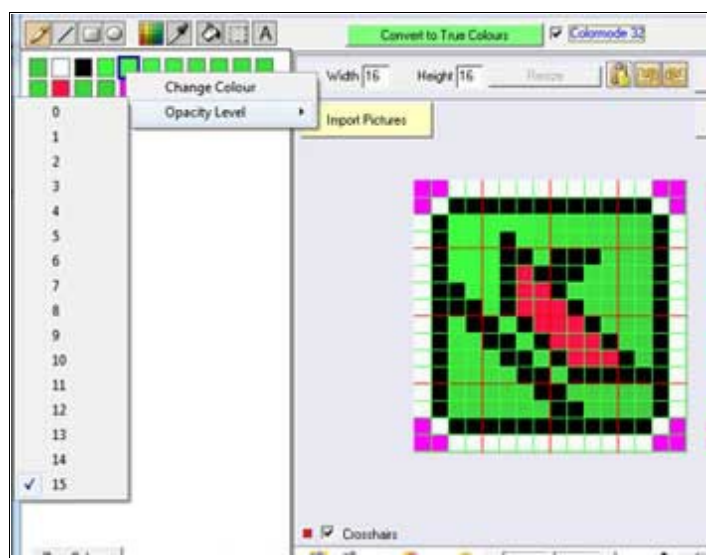 A
Convert to True Colours
Colormode 32
Width 16 Height 16 Resize
Import Pictures
Change Colour
Opacity Level
0
1
2
3
4
5
6
7
8
9
10
11
12
13
14
15
Crosshairs